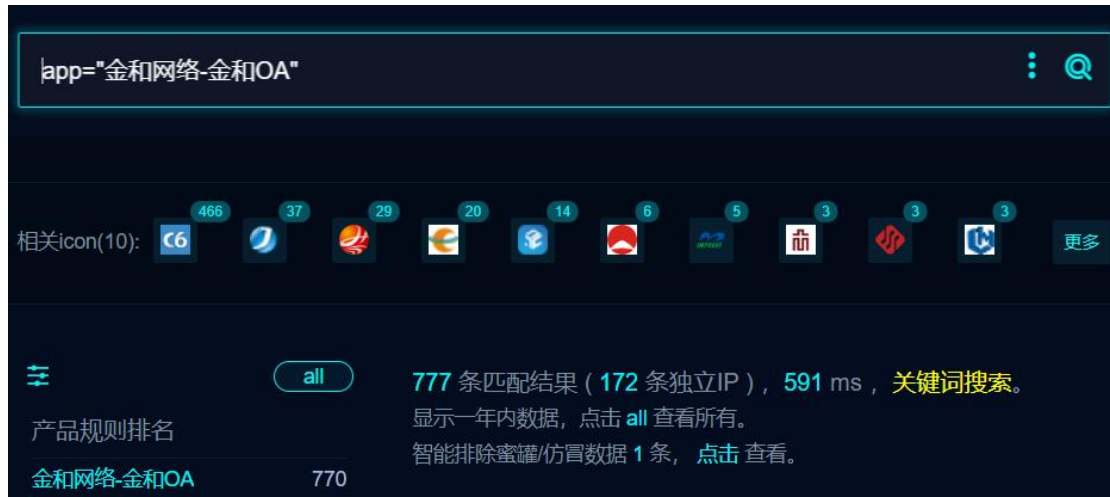 app="金和网络-金和OA"
466 37 29 20 14 6 5 3 3 3
相关icon(10): C6 更多
all
777 条匹配结果 ( 172 条独立IP ) , 591 ms , 关键词搜索。
显示一年内数据，点击 all 查看所有。
产品规则排名
智能排除蜜罐/仿冒数据 1 条， 点击 查看。
金和网络-金和OA 770